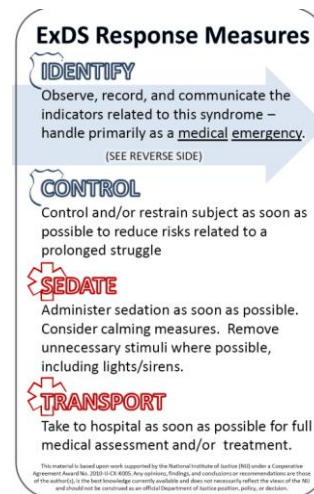 ExDS Response Measures
IDENTIFY
Observe, record, and communicate the
indicators related to this syndrome –
handle primarily as a medical emergency.
(SEE REVERSE SIDE)
CONTROL
Control and/or restrain subject as soon as
possible to reduce risks related to a
prolonged struggle
SEDATE
Administer sedation as soon as possible.
Consider calming measures.  Remove
unnecessary stimuli where possible,
including lights/sirens.
TRANSPORT
Take to hospital as soon as possible for full
medical assessment and/or  treatment.
This material is based upon work supported by the National Institute of Justice (NIJ) under a Cooperative
Agreement Award No. 2010-IJ-CX-K005. Any opinions, findings, and conclusions or recommendations are those
of the author(s), is the best knowledge currently available and does not necessarily reflect the views of the NIJ
and should not be construed as an official Department of Justice position, policy, or decision.